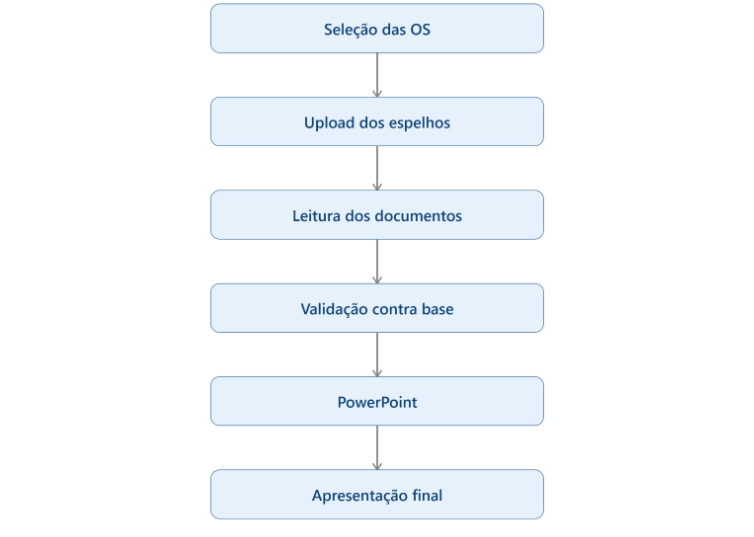 Seleção das OS
Upload dos espelhos
Leitura dos documentos
Validação contra base
PowerPoint
Apresentação final